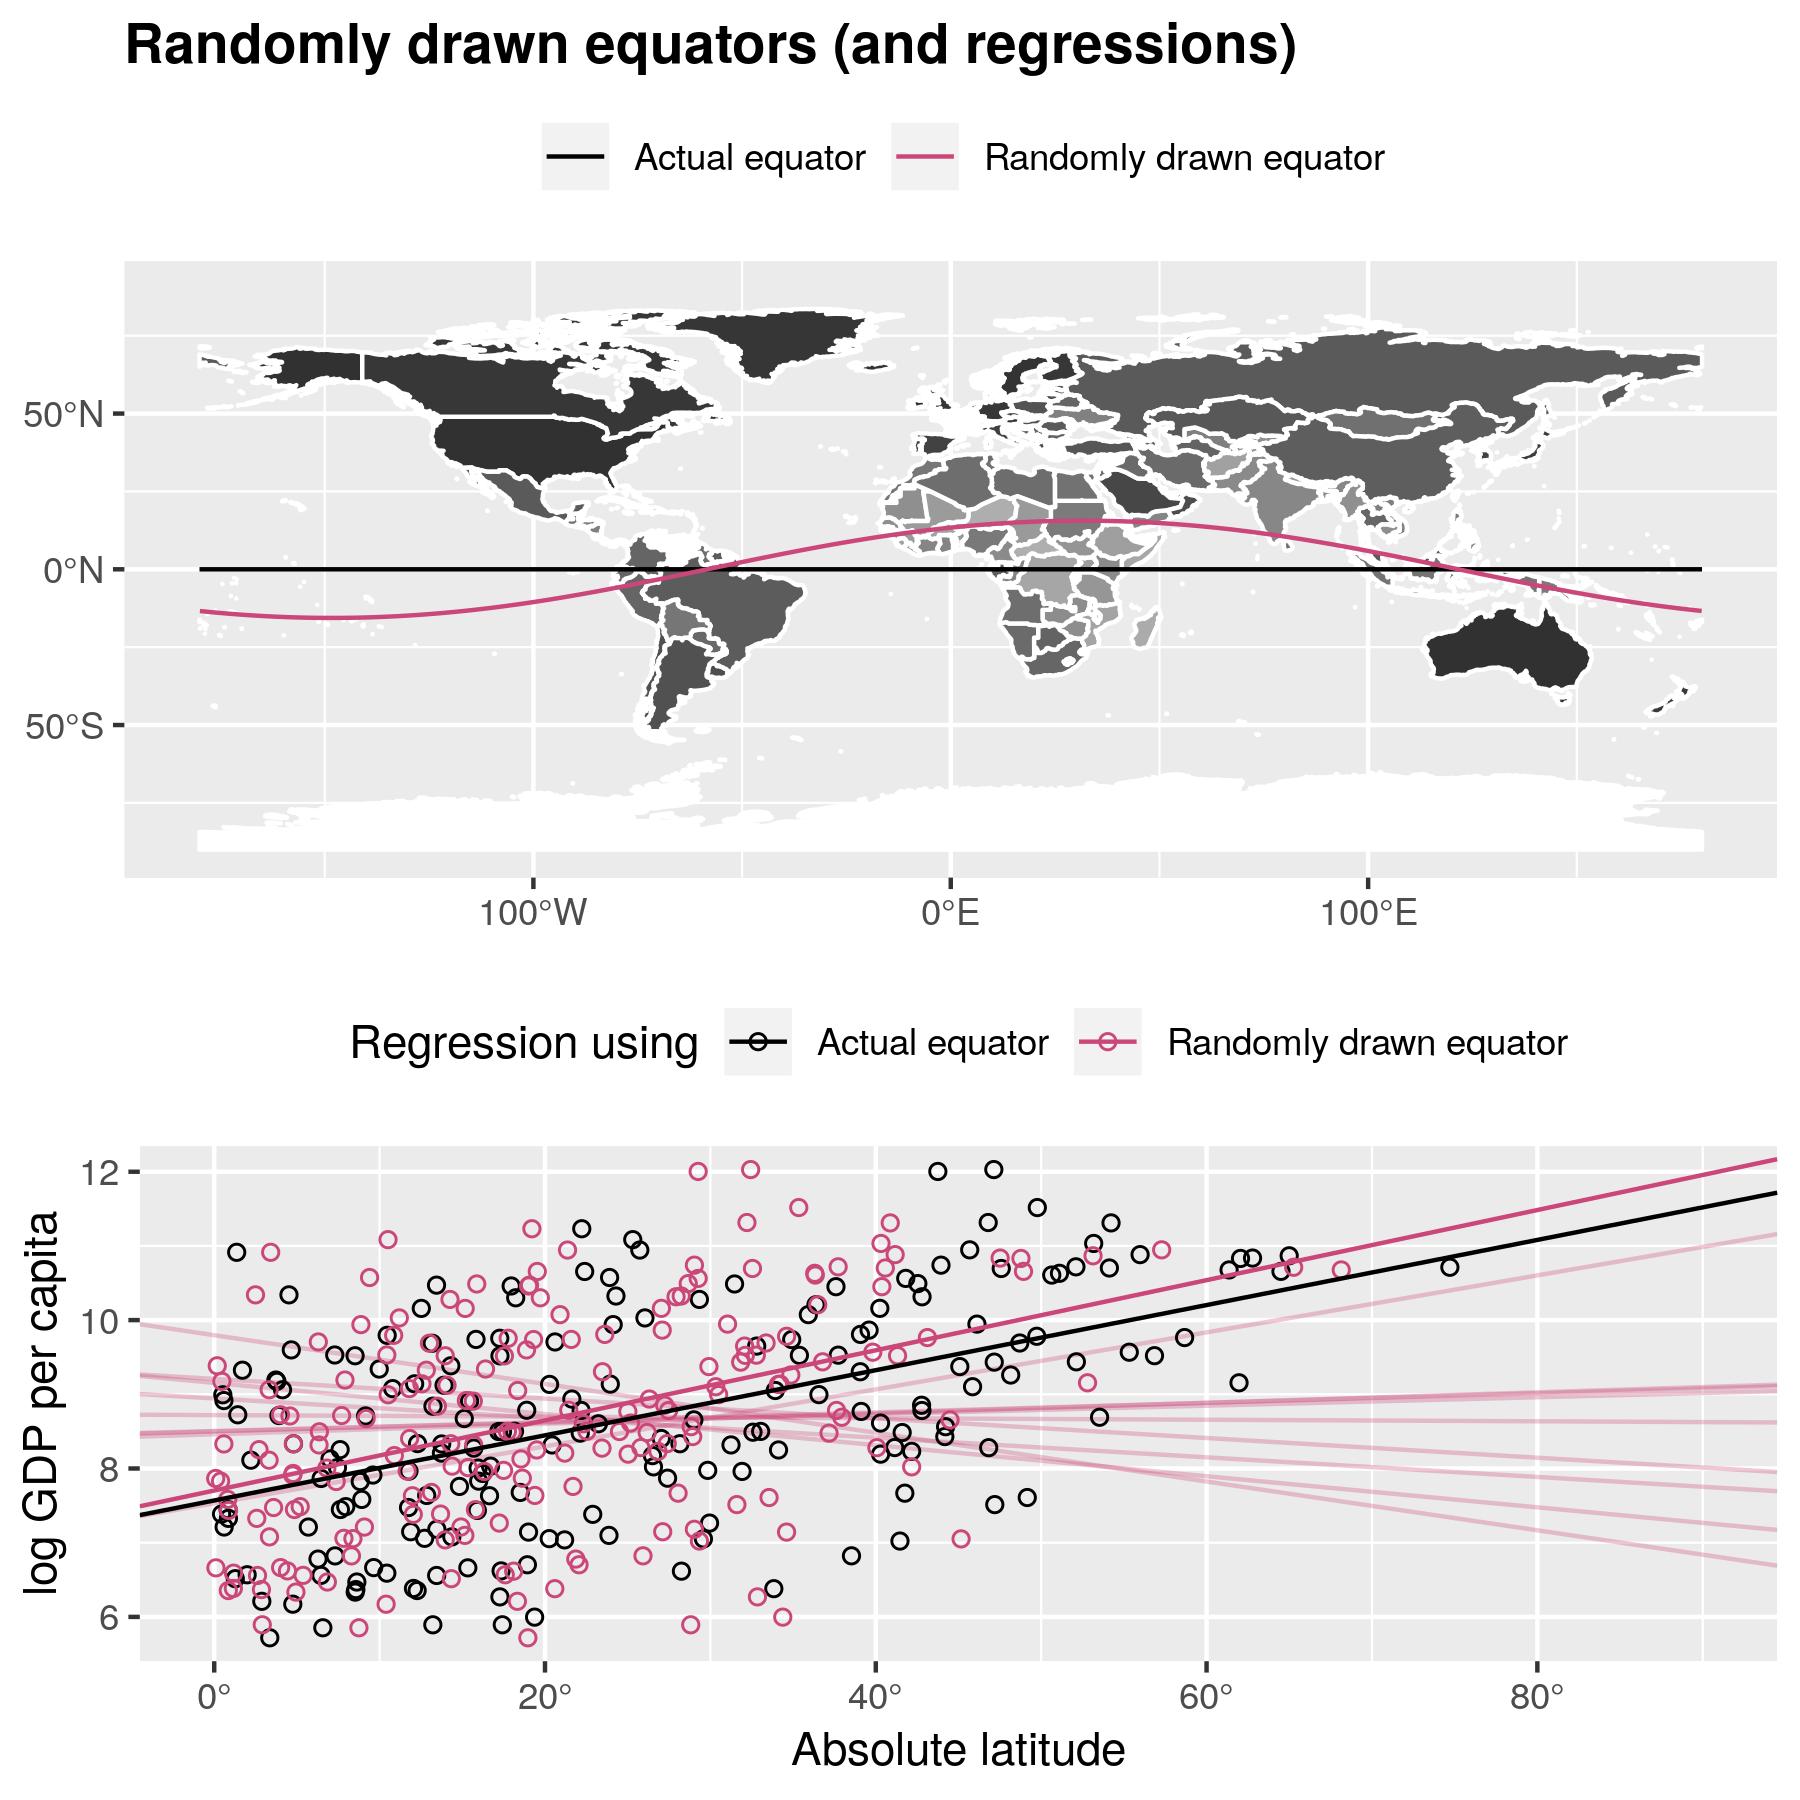 Randomly drawn equators (and regressions)
Actual equator Randomly drawn equator
50°N
0°N
50°S
100°W 0°E 100°E
Regression using Actual equator Randomly drawn equator
log GDP per capita
12
10
8
6
0° 20° 40° 60° 80°
Absolute latitude